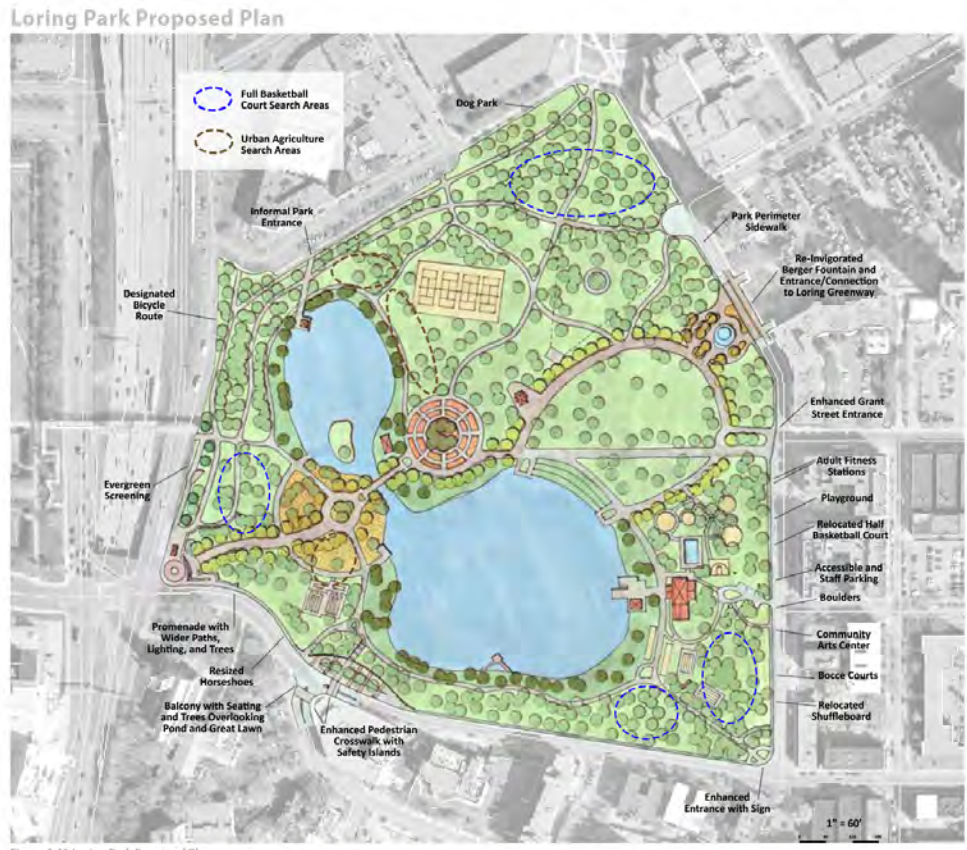 Loring Park Proposed Plan
Full Basketball
Court Search Areas
Urban Agriculture
Search Areas
Dog Park
Informal Park
Entrance
Park Perimeter
Sidewalk
Re-Invigorated
Berger Fountain and
Entrance/Connection
to Loring Greenway
Designated
Bicycle
Route
Enhanced Grant
Street Entrance
Evergreen
Screening
Adult Fitness
Stations
Playground
Relocated Half
Basketball Court
Accessible and
Staff Parking
Boulders
Community
Arts Center
Bocce Courts
Relocated
Shuffleboard
Promenade with
Wider Paths,
Lighting, and Trees
Resized
Horseshoes
Balcony with Seating
and Trees Overlooking
Pond and Great Lawn
Enhanced Pedestrian
Crosswalk with
Safety Islands
Enhanced
Entrance with Sign
1" = 60'